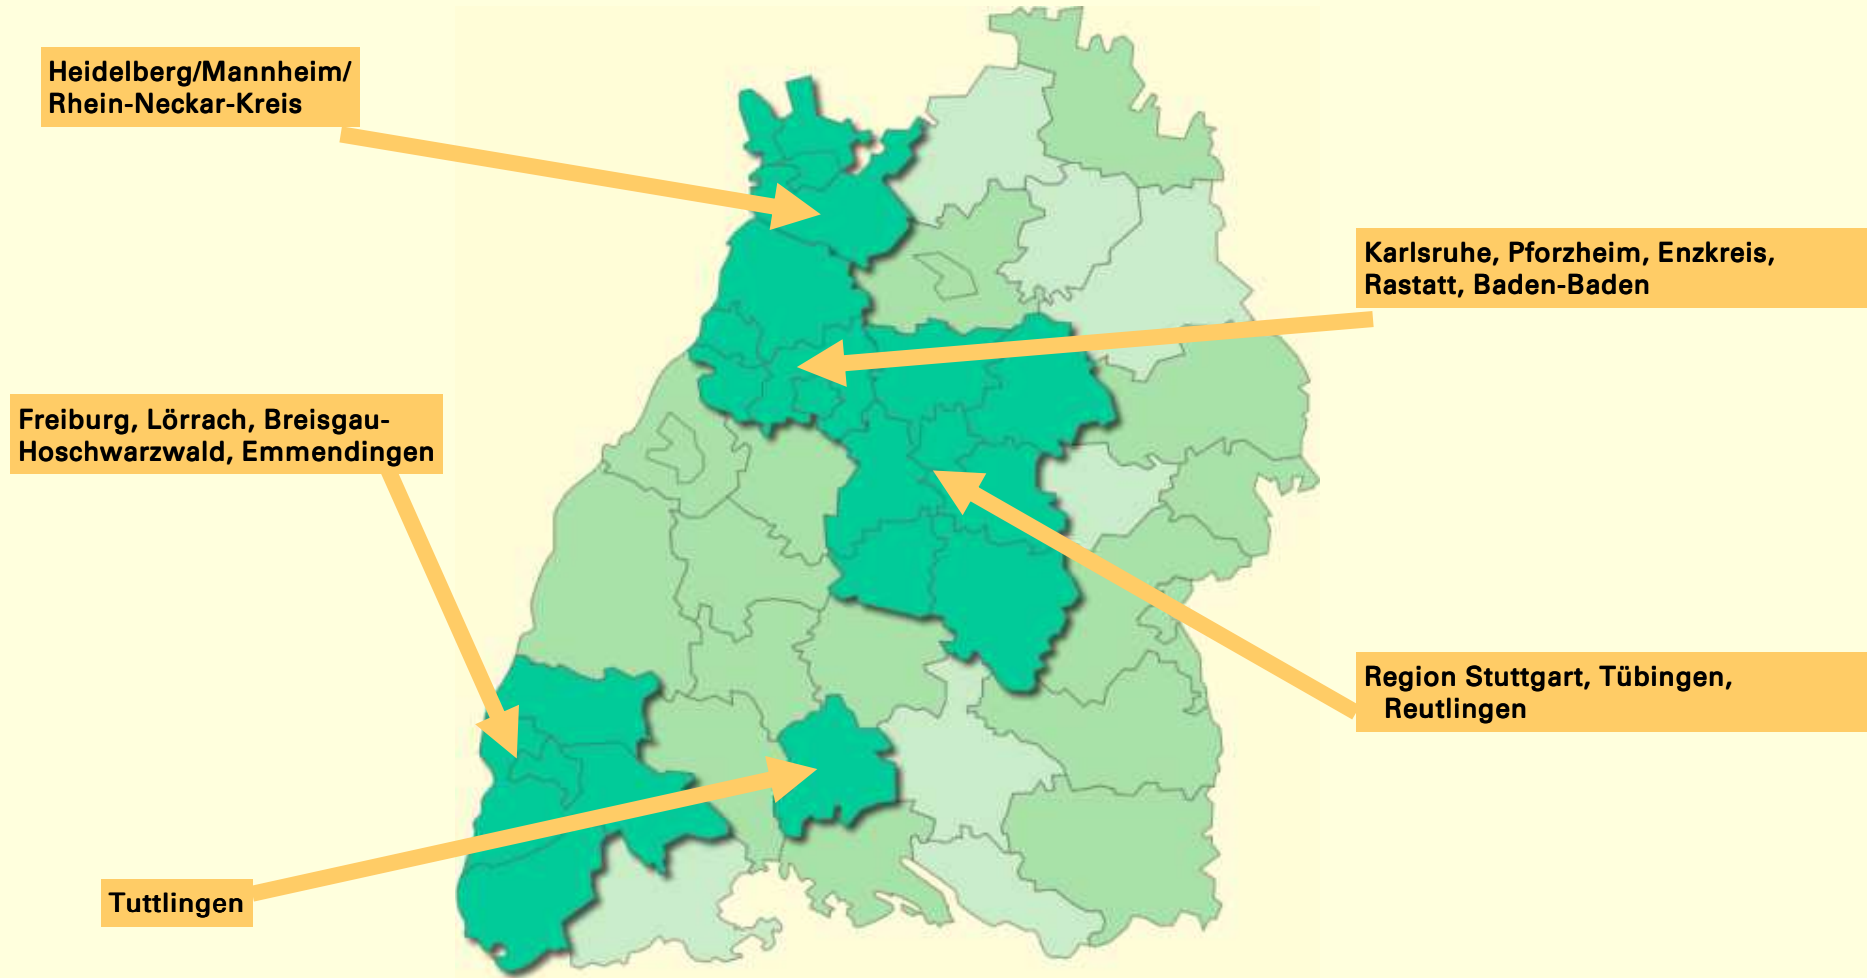 Heidelberg/Mannheim/
Rhein-Neckar-Kreis
Karlsruhe, Pforzheim, Enzkreis,
Rastatt, Baden-Baden
Freiburg, Lörrach, Breisgau-
Hoschwarzwald, Emmendingen
Region Stuttgart, Tübingen,
Reutlingen
Tuttlingen